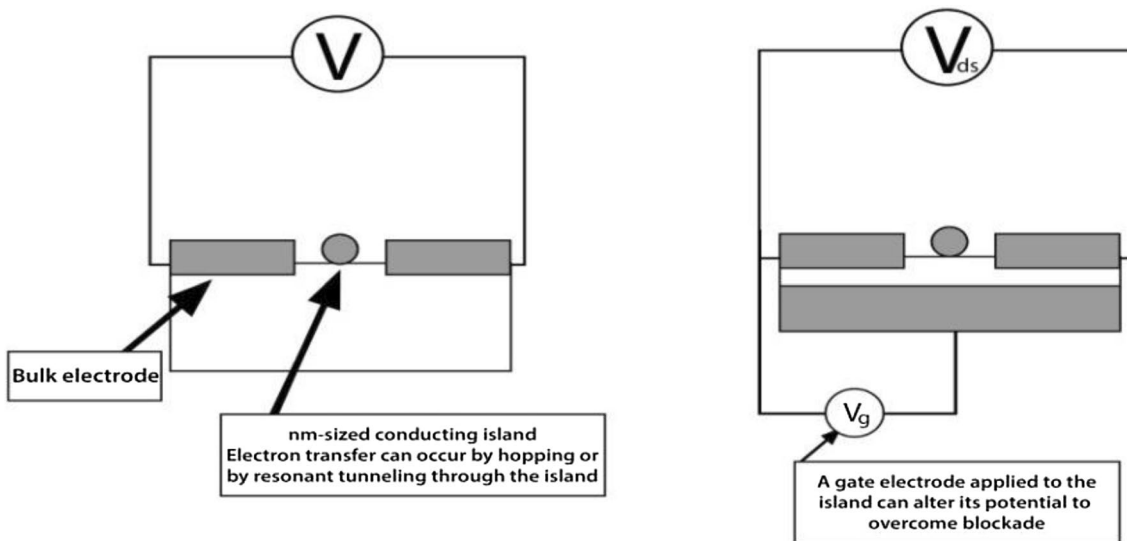 V
Bulk electrode
nm-sized conducting island
Electron transfer can occur by hopping or
by resonant tunneling through the island
Vds
Vg
A gate electrode applied to the
island can alter its potential to
overcome blockade